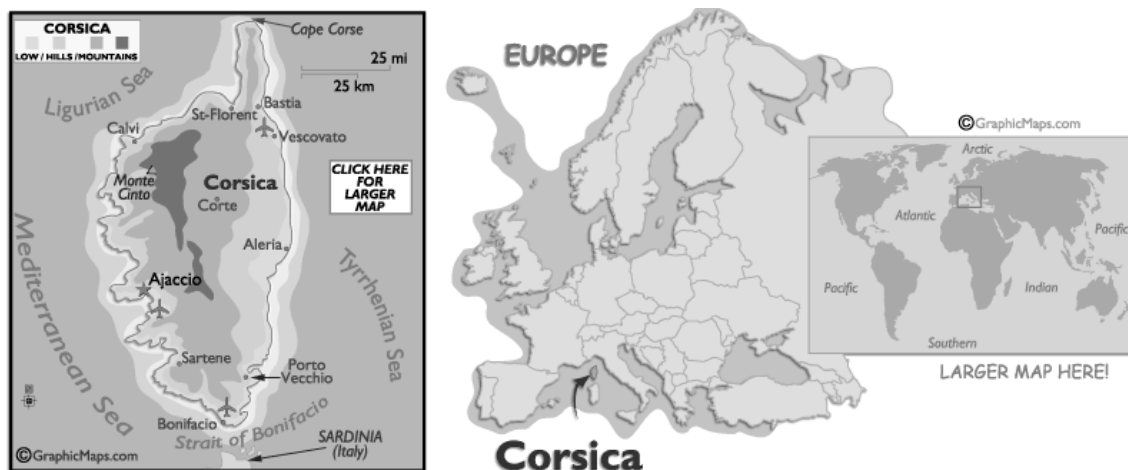 CORSICA
LOW / HILLS / MOUNTAINS
Cape Corse
25 mi
25 km
Ligurian Sea
St-Florent
Bastia
Calvi
Vescovato
Monte
Cinto
Corsica
Corte
CLICK HERE
FOR
LARGER
MAP
Aleria
Mediterranean Sea
Tyrrhenian Sea
Ajaccio
Sartene
Porto
Vecchio
Bonifacio
Strait of Bonifacio
SARDINIA
(Italy)
©GraphicMaps.com
EUROPE
Corsica
©GraphicMaps.com
Arctic
Atlantic
Pacific
Pacific
Indian
Southern
LARGER MAP HERE!